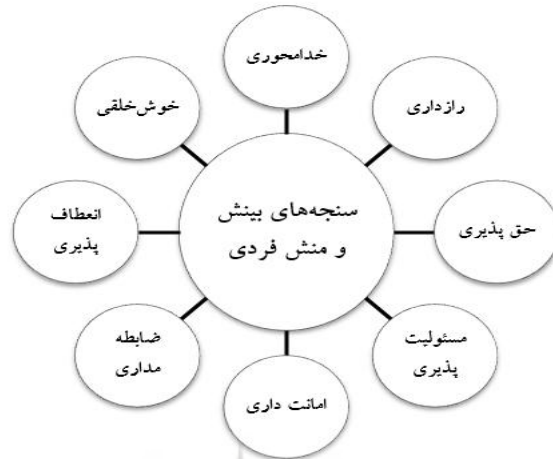 خدامحوری
رازداری
خوش‌خلقی
سنجه‌های بینش
و منش فردی
حق پذیری
انعطاف
پذیری
مسئولیت
پذیری
ضابطه
مداری
امانت داری